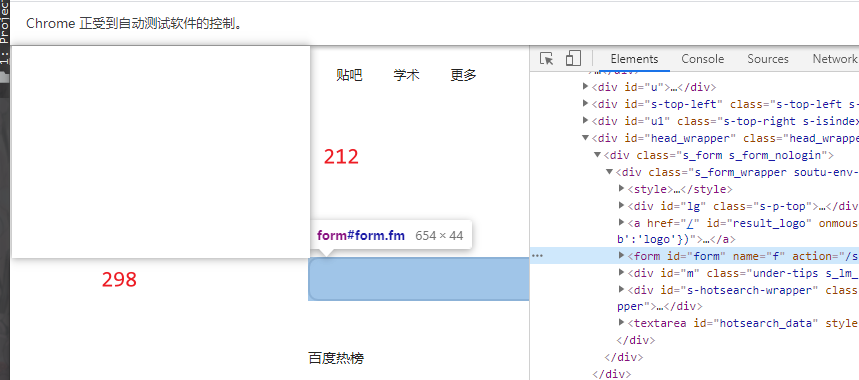 1: Project
Chrome 正受到自动测试软件的控制。
贴吧 学术 更多
212
form#form.fm 654 × 44
298
百度热榜
Elements Console Sources Network
…</div>
<div id="u">…</div>
<div id="s-top-left" class="s-top-left s-
<div id="u1" class="s-top-right s-isindex
<div id="head_wrapper" class="head_wrappe
<div class="s_form s_form_nologin">
<div class="s_form_wrapper soutu-env-
<style>…</style>
<div id="lg" class="s-p-top">…</div>
<a href="/" id="result_logo" onmous
b':'logo'})">…</a>
… <form id="form" name="f" action="/s
<div id="m" class="under-tips s_lm_
<div id="s-hotsearch-wrapper" clas
pper">…</div>
<textarea id="hotsearch_data" style
</div>
</div>
</div>